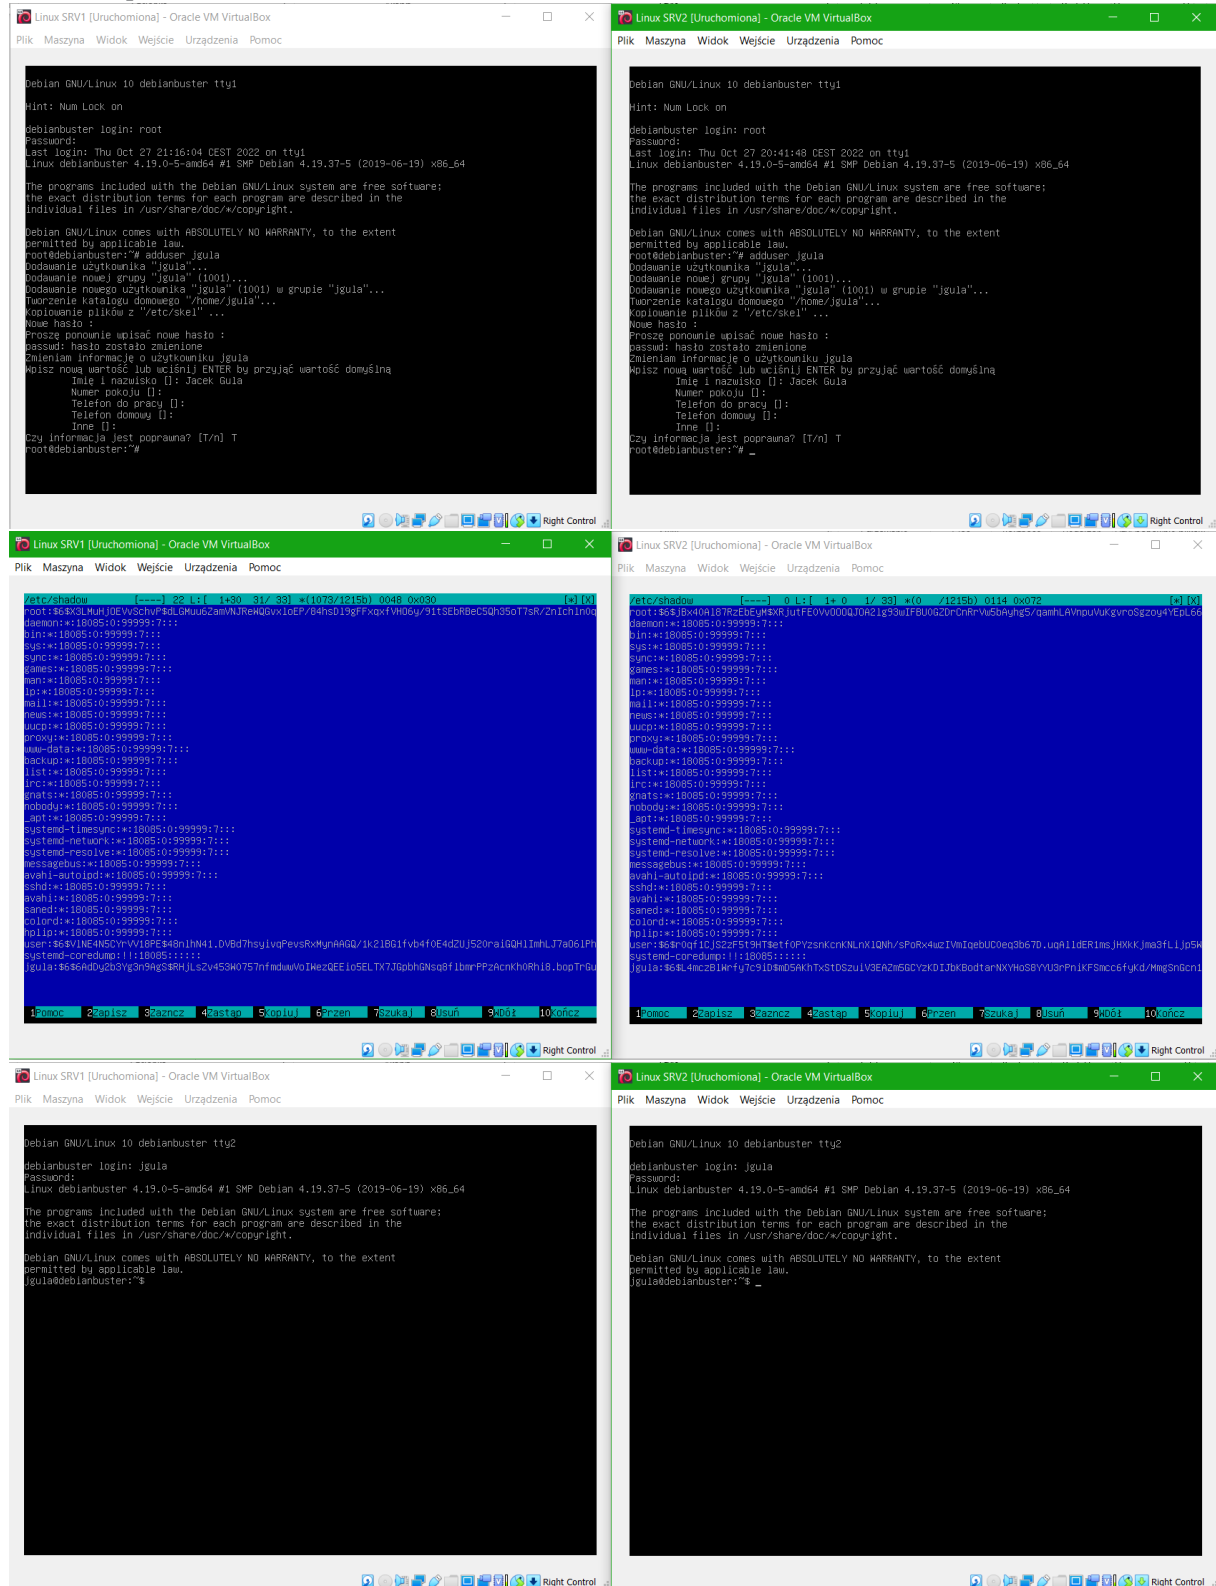 Linux SRV1 [Uruchomiona] - Oracle VM VirtualBox
Plik Maszyna Widok Wejście Urządzenia Pomoc
Debian GNU/Linux 10 debianbuster tty1
Hint: Num Lock on
debianbuster login: root
Password:
Last login: Thu Oct 27 21:16:04 CEST 2022 on tty1
Linux debianbuster 4.19.0-5-amd64 #1 SMP Debian 4.19.37-5 (2019-06-19) x86_64
The programs included with the Debian GNU/Linux system are free software;
the exact distribution terms for each program are described in the
individual files in /usr/share/doc/*/copyright.
Debian GNU/Linux comes with ABSOLUTELY NO WARRANTY, to the extent
permitted by applicable law.
root@debianbuster:~# adduser jgula
Dodawanie użytkownika "jgula"...
Dodawanie nowej grupy "jgula" (1001)...
Dodawanie nowego użytkownika "jgula" (1001) w grupie "jgula"...
Tworzenie katalogu domowego "/home/jgula"...
Kopiowanie plików z "/etc/skel" ...
Nowe hasło :
Proszę ponownie wpisać nowe hasło :
passwd: hasło zostało zmienione
Zmieniam informację o użytkowniku jgula
Wpisz nową wartość lub wciśnij ENTER by przyjąć wartość domyślną
Imię i nazwisko []: Jacek Gula
Numer pokoju []:
Telefon do pracy []:
Telefon domowy []:
Inne []:
Czy informacja jest poprawna? [T/n] T
root@debianbuster:~#
Right Control
Linux SRV2 [Uruchomiona] - Oracle VM VirtualBox
Plik Maszyna Widok Wejście Urządzenia Pomoc
Debian GNU/Linux 10 debianbuster tty1
Hint: Num Lock on
debianbuster login: root
Password:
Last login: Thu Oct 27 20:41:48 CEST 2022 on tty1
Linux debianbuster 4.19.0-5-amd64 #1 SMP Debian 4.19.37-5 (2019-06-19) x86_64
The programs included with the Debian GNU/Linux system are free software;
the exact distribution terms for each program are described in the
individual files in /usr/share/doc/*/copyright.
Debian GNU/Linux comes with ABSOLUTELY NO WARRANTY, to the extent
permitted by applicable law.
root@debianbuster:~# adduser jgula
Dodawanie użytkownika "jgula"...
Dodawanie nowej grupy "jgula" (1001)...
Dodawanie nowego użytkownika "jgula" (1001) w grupie "jgula"...
Tworzenie katalogu domowego "/home/jgula"...
Kopiowanie plików z "/etc/skel" ...
Nowe hasło :
Proszę ponownie wpisać nowe hasło :
passwd: hasło zostało zmienione
Zmieniam informację o użytkowniku jgula
Wpisz nową wartość lub wciśnij ENTER by przyjąć wartość domyślną
Imię i nazwisko []: Jacek Gula
Numer pokoju []:
Telefon do pracy []:
Telefon domowy []:
Inne []:
Czy informacja jest poprawna? [T/n] T
root@debianbuster:~# _
Right Control
Linux SRV1 [Uruchomiona] - Oracle VM VirtualBox
Plik Maszyna Widok Wejście Urządzenia Pomoc
/etc/shadow [----] 22 L:[ 1+30 31/ 33] *(1073/1215b) 0048 0x030 [*][X]
daemon:*:18085:0:99999:7:::
bin:*:18085:0:99999:7:::
sys:*:18085:0:99999:7:::
sync:*:18085:0:99999:7:::
games:*:18085:0:99999:7:::
man:*:18085:0:99999:7:::
lp:*:18085:0:99999:7:::
mail:*:18085:0:99999:7:::
news:*:18085:0:99999:7:::
uucp:*:18085:0:99999:7:::
proxy:*:18085:0:99999:7:::
www-data:*:18085:0:99999:7:::
backup:*:18085:0:99999:7:::
list:*:18085:0:99999:7:::
irc:*:18085:0:99999:7:::
gnats:*:18085:0:99999:7:::
nobody:*:18085:0:99999:7:::
_apt:*:18085:0:99999:7:::
systemd-timesync:*:18085:0:99999:7:::
systemd-network:*:18085:0:99999:7:::
systemd-resolve:*:18085:0:99999:7:::
messagebus:*:18085:0:99999:7:::
avahi-autoipd:*:18085:0:99999:7:::
sshd:*:18085:0:99999:7:::
avahi:*:18085:0:99999:7:::
saned:*:18085:0:99999:7:::
colord:*:18085:0:99999:7:::
hplip:*:18085:0:99999:7:::
systemd-coredump:!!:18085::::::
1Pomoc 2Zapisz 3Zazncz 4Zastąp 5Kopiuj 6Przen 7Szukaj 8Usuń 9WDół 10Kończ
Right Control
Linux SRV2 [Uruchomiona] - Oracle VM VirtualBox
Plik Maszyna Widok Wejście Urządzenia Pomoc
/etc/shadow [----] 0 L:[ 1+ 0 1/ 33] *(0 /1215b) 0114 0x072 [*][X]
daemon:*:18085:0:99999:7:::
bin:*:18085:0:99999:7:::
sys:*:18085:0:99999:7:::
sync:*:18085:0:99999:7:::
games:*:18085:0:99999:7:::
man:*:18085:0:99999:7:::
lp:*:18085:0:99999:7:::
mail:*:18085:0:99999:7:::
news:*:18085:0:99999:7:::
uucp:*:18085:0:99999:7:::
proxy:*:18085:0:99999:7:::
www-data:*:18085:0:99999:7:::
backup:*:18085:0:99999:7:::
list:*:18085:0:99999:7:::
irc:*:18085:0:99999:7:::
gnats:*:18085:0:99999:7:::
nobody:*:18085:0:99999:7:::
_apt:*:18085:0:99999:7:::
systemd-timesync:*:18085:0:99999:7:::
systemd-network:*:18085:0:99999:7:::
systemd-resolve:*:18085:0:99999:7:::
messagebus:*:18085:0:99999:7:::
avahi-autoipd:*:18085:0:99999:7:::
sshd:*:18085:0:99999:7:::
avahi:*:18085:0:99999:7:::
saned:*:18085:0:99999:7:::
colord:*:18085:0:99999:7:::
hplip:*:18085:0:99999:7:::
systemd-coredump:!!:18085::::::
1Pomoc 2Zapisz 3Zazncz 4Zastąp 5Kopiuj 6Przen 7Szukaj 8Usuń 9WDół 10Kończ
Right Control
Linux SRV1 [Uruchomiona] - Oracle VM VirtualBox
Plik Maszyna Widok Wejście Urządzenia Pomoc
Debian GNU/Linux 10 debianbuster tty2
debianbuster login: jgula
Password:
Linux debianbuster 4.19.0-5-amd64 #1 SMP Debian 4.19.37-5 (2019-06-19) x86_64
The programs included with the Debian GNU/Linux system are free software;
the exact distribution terms for each program are described in the
individual files in /usr/share/doc/*/copyright.
Debian GNU/Linux comes with ABSOLUTELY NO WARRANTY, to the extent
permitted by applicable law.
jgula@debianbuster:~$
Right Control
Linux SRV2 [Uruchomiona] - Oracle VM VirtualBox
Plik Maszyna Widok Wejście Urządzenia Pomoc
Debian GNU/Linux 10 debianbuster tty2
debianbuster login: jgula
Password:
Linux debianbuster 4.19.0-5-amd64 #1 SMP Debian 4.19.37-5 (2019-06-19) x86_64
The programs included with the Debian GNU/Linux system are free software;
the exact distribution terms for each program are described in the
individual files in /usr/share/doc/*/copyright.
Debian GNU/Linux comes with ABSOLUTELY NO WARRANTY, to the extent
permitted by applicable law.
jgula@debianbuster:~$ _
Right Control